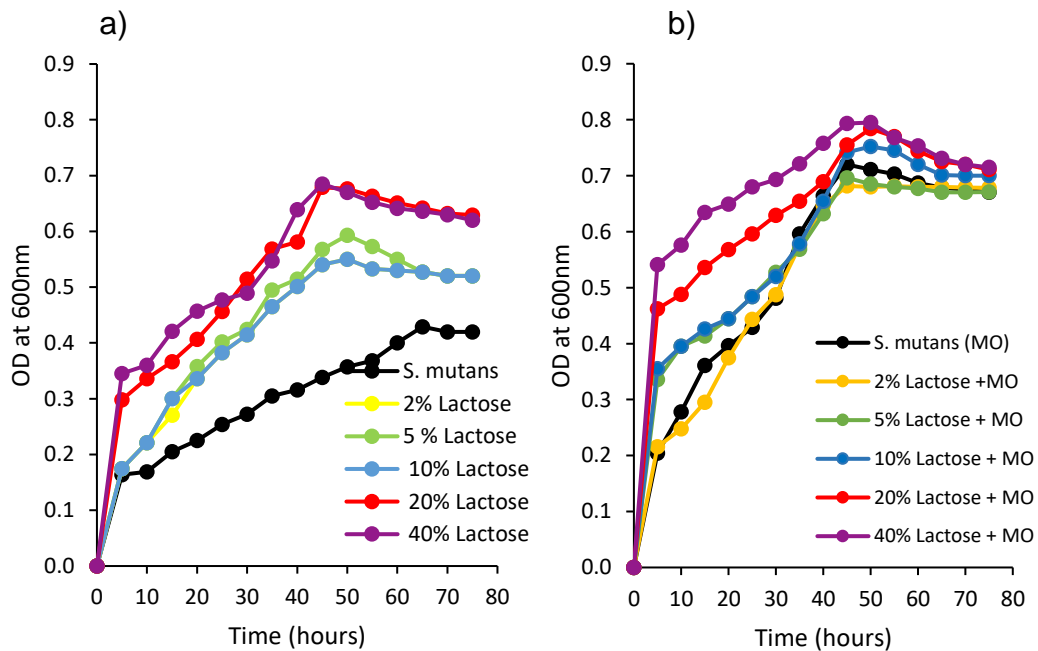 a)
OD at 600nm
0.9
0.8
0.7
0.6
0.5
0.4
0.3
0.2
0.1
0.0
0 10 20 30 40 50 60 70 80
Time (hours)
S. mutans
2% Lactose
5 % Lactose
10% Lactose
20% Lactose
40% Lactose
b)
OD at 600nm
0.9
0.8
0.7
0.6
0.5
0.4
0.3
0.2
0.1
0.0
0 10 20 30 40 50 60 70 80
Time (hours)
S. mutans (MO)
2% Lactose +MO
5% Lactose + MO
10% Lactose + MO
20% Lactose + MO
40% Lactose + MO